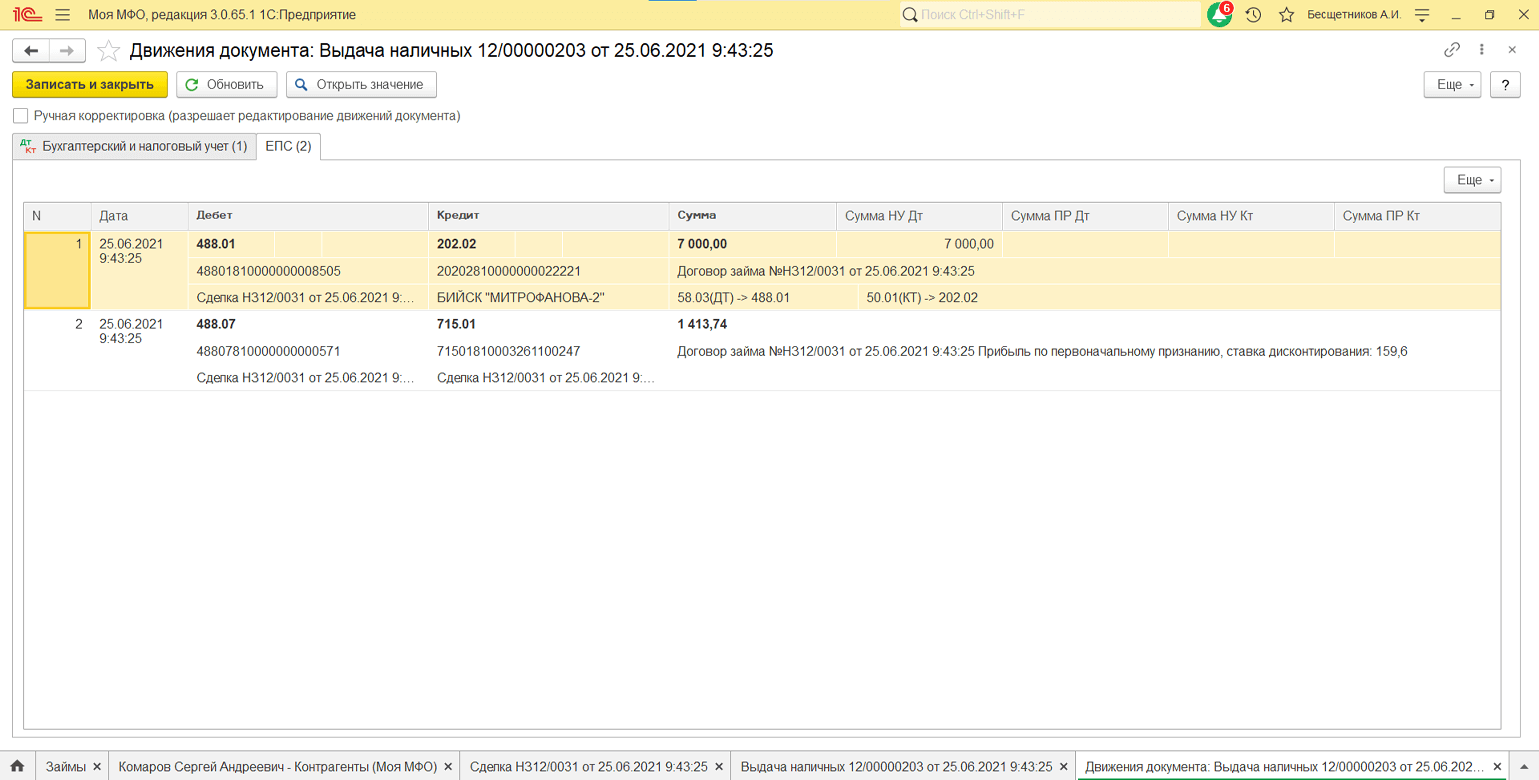 1С Моя МФО, редакция 3.0.65.1 1С:Предприятие Поиск Ctrl+Shift+F 6 Бесщетников А.И.
Движения документа: Выдача наличных 12/00000203 от 25.06.2021 9:43:25
Записать и закрыть Обновить Открыть значение Еще ?
Ручная корректировка (разрешает редактирование движений документа)
Дт Кт Бухгалтерский и налоговый учет (1) ЕПС (2)
Еще
N Дата Дебет Кредит Сумма Сумма НУ Дт Сумма ПР Дт Сумма НУ Кт Сумма ПР Кт
1 25.06.2021 9:43:25 488.01 202.02 7 000,00 7 000,00
48801810000000008505 20202810000000022221 Договор займа №НЗ12/0031 от 25.06.2021 9:43:25
Сделка НЗ12/0031 от 25.06.2021 9:... БИЙСК "МИТРОФАНОВА-2" 58.03(ДТ) -> 488.01 50.01(КТ) -> 202.02
2 25.06.2021 9:43:25 488.07 715.01 1 413,74
48807810000000000571 71501810003261100247 Договор займа №НЗ12/0031 от 25.06.2021 9:43:25 Прибыль по первоначальному признанию, ставка дисконтирования: 159,6
Сделка НЗ12/0031 от 25.06.2021 9:... Сделка НЗ12/0031 от 25.06.2021 9:...
Займы Комаров Сергей Андреевич - Контрагенты (Моя МФО) Сделка НЗ12/0031 от 25.06.2021 9:43:25 Выдача наличных 12/00000203 от 25.06.2021 9:43:25 Движения документа: Выдача наличных 12/00000203 от 25.06.202...